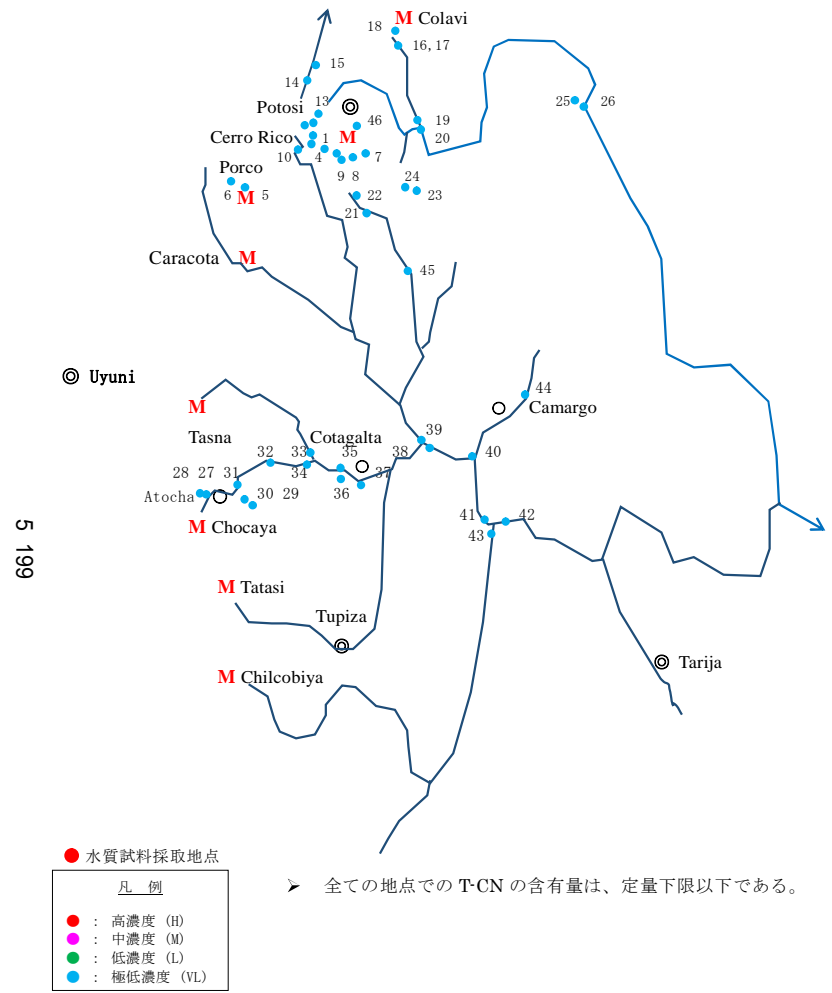 18 M Colavi
16,17
15
14
Potosi 13
25 26
46
19
Cerro Rico 1 M
20
10 4 7
Porco 9 8 24
6 M 5 22 23
21
Caracota M
45
Uyuni
M
44
Camargo
Tasna Cotagalta 39
32 33 35 38 40
28 27 31 34 37
Atocha 30 29 36
M Chocaya
41 42
43
M Tatasi
Tupiza
Tarija
M Chilcobiya
5 199
水質試料採取地点
凡 例
: 高濃度 (H)
: 中濃度 (M)
: 低濃度 (L)
: 極低濃度 (VL)
➢ 全ての地点での T-CN の含有量は、定量下限以下である。